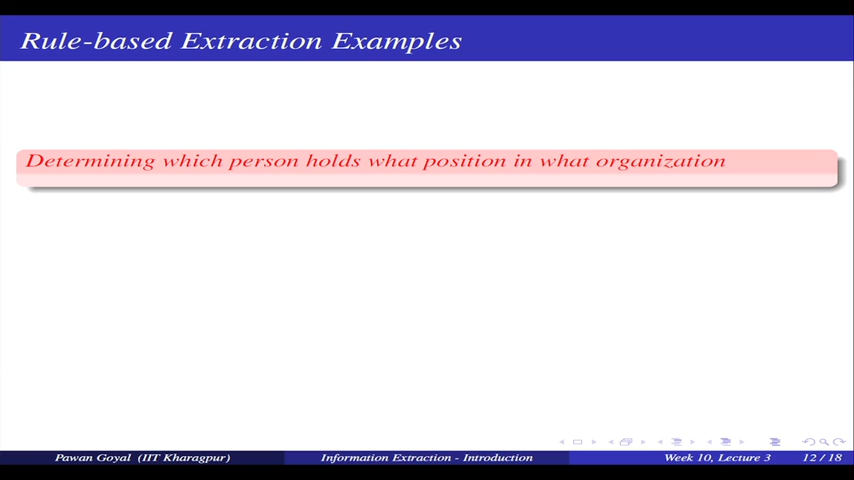 Rule-based Extraction Examples
Determining which person holds what position in what organization
Pawan Goyal (IIT Kharagpur)
Information Extraction - Introduction
Week 10, Lecture 3
12 / 18